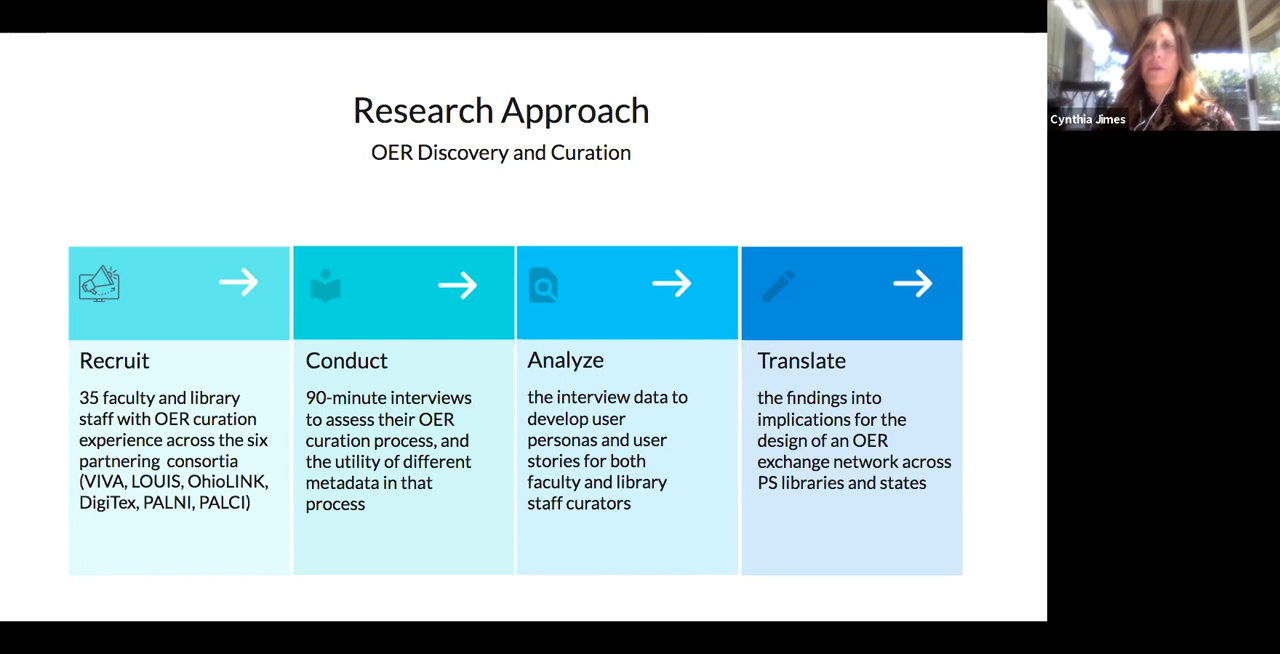 Research Approach
OER Discovery and Curation
Cynthia Jimes
Recruit
35 faculty and library
staff with OER curation
experience across the six
partnering consortia
(VIVA, LOUIS, OhioLINK,
DigiTex, PALNI, PALCI)
Conduct
90-minute interviews
to assess their OER
curation process, and
the utility of different
metadata in that
process
Analyze
the interview data to
develop user
personas and user
stories for both
faculty and library
staff curators
Translate
the findings into
implications for the
design of an OER
exchange network across
PS libraries and states